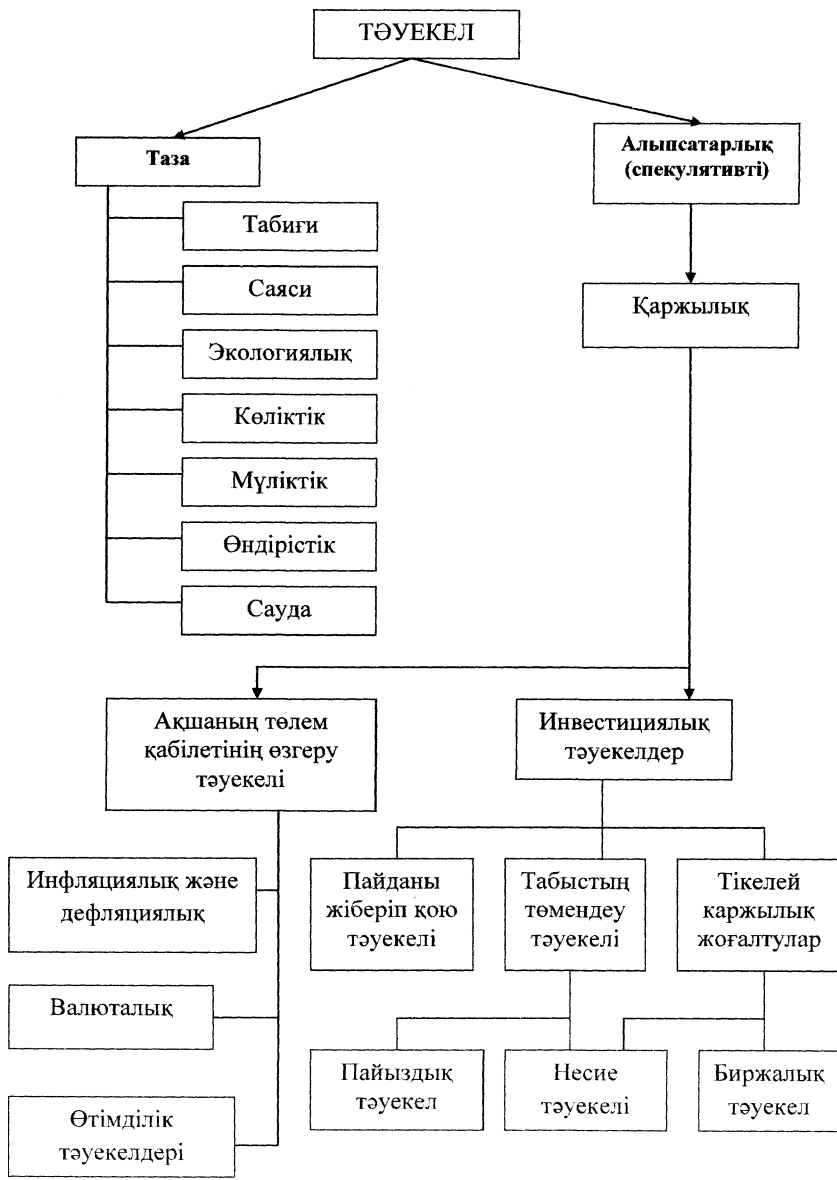 ТӘУЕКЕЛ
Таза
Алыпсатарлық
(спекулятивті)
Табиғи
Саяси
Экологиялық
Көліктік
Мүліктік
Өндірістік
Сауда
Қаржылық
Ақшаның төлем
қабілетінің өзгеру
тәуекелі
Инвестициялық
тәуекелдер
Инфляциялық және
дефляциялық
Валюталық
Өтімділік
тәуекелдері
Пайданы
жіберіп қою
тәуекелі
Табыстың
төмендеу
тәуекелі
Тікелей
каржылық
жоғалтулар
Пайыздық
тәуекел
Несие
тәуекелі
Биржалық
тәуекел